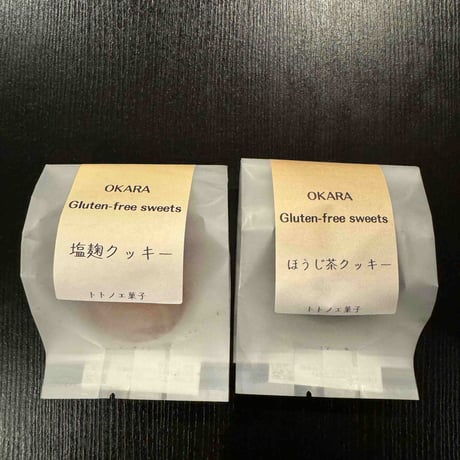 OKARA
Gluten-free sweets
塩麹クッキー
トトノエ菓子
OKARA
Gluten-free sweets
ほうじ茶クッキー
トトノエ菓子